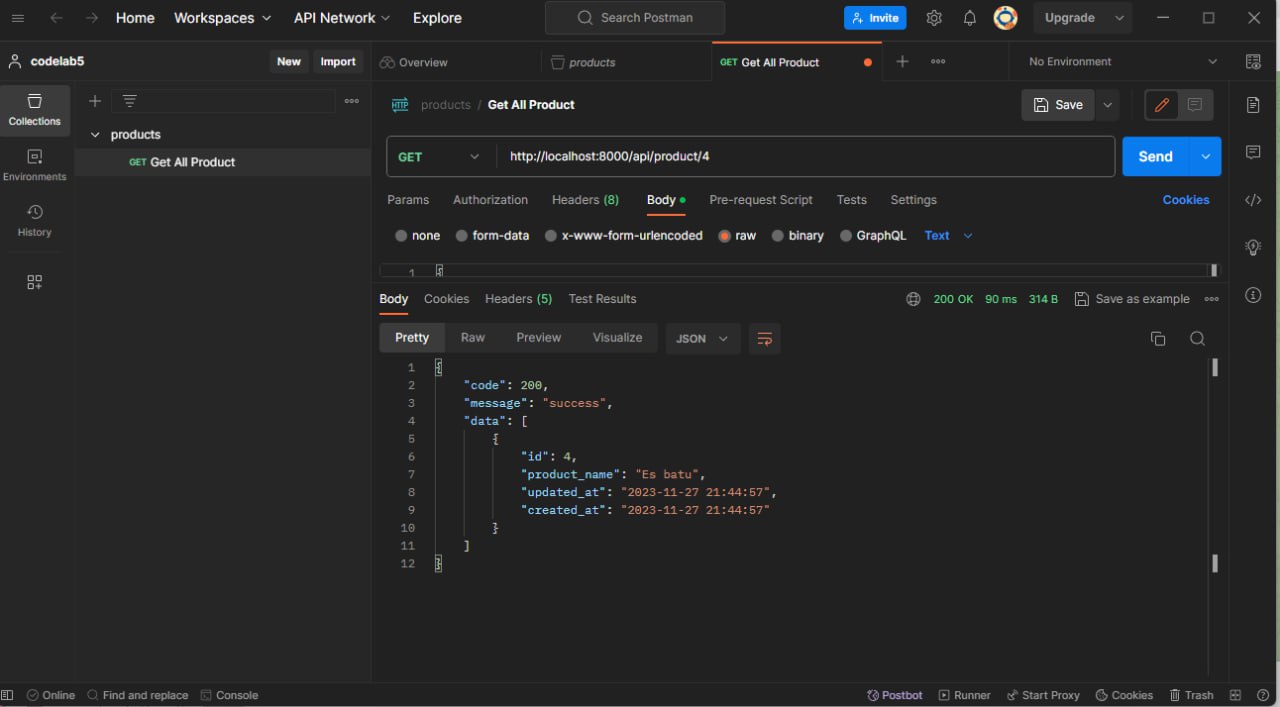 Home Workspaces API Network Explore Search Postman Invite Upgrade
codelab5 New Import Overview products GET Get All Product No Environment
Collections
Environments
History
products
GET Get All Product
HTTP products / Get All Product Save
GET http://localhost:8000/api/product/4 Send
Params Authorization Headers (8) Body Pre-request Script Tests Settings Cookies
none form-data x-www-form-urlencoded raw binary GraphQL Text
1 {
Body Cookies Headers (5) Test Results 200 OK 90 ms 314 B Save as example
Pretty Raw Preview Visualize JSON
1 {
2 "code": 200,
3 "message": "success",
4 "data": [
5 {
6 "id": 4,
7 "product_name": "Es batu",
8 "updated_at": "2023-11-27 21:44:57",
9 "created_at": "2023-11-27 21:44:57"
10 }
11 ]
12 }
Online Find and replace Console Postbot Runner Start Proxy Cookies Trash